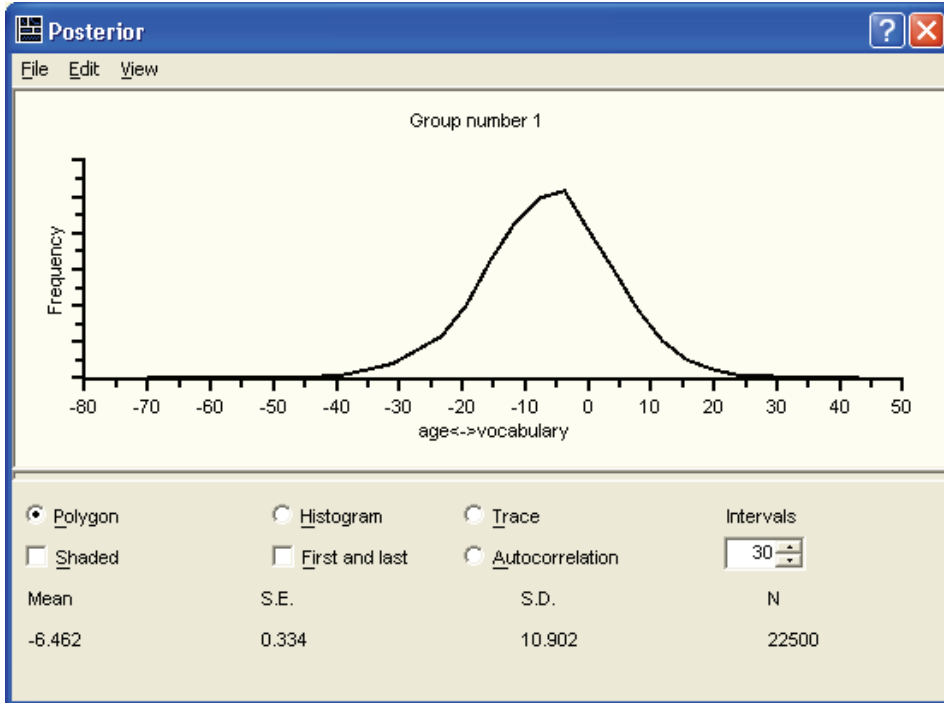 Posterior
File Edit View
Group number 1
Frequency
-80 -70 -60 -50 -40 -30 -20 -10 0 10 20 30 40 50
age<->vocabulary
Polygon Histogram Trace Intervals
Shaded First and last Autocorrelation 30
Mean S.E. S.D. N
-6.462 0.334 10.902 22500